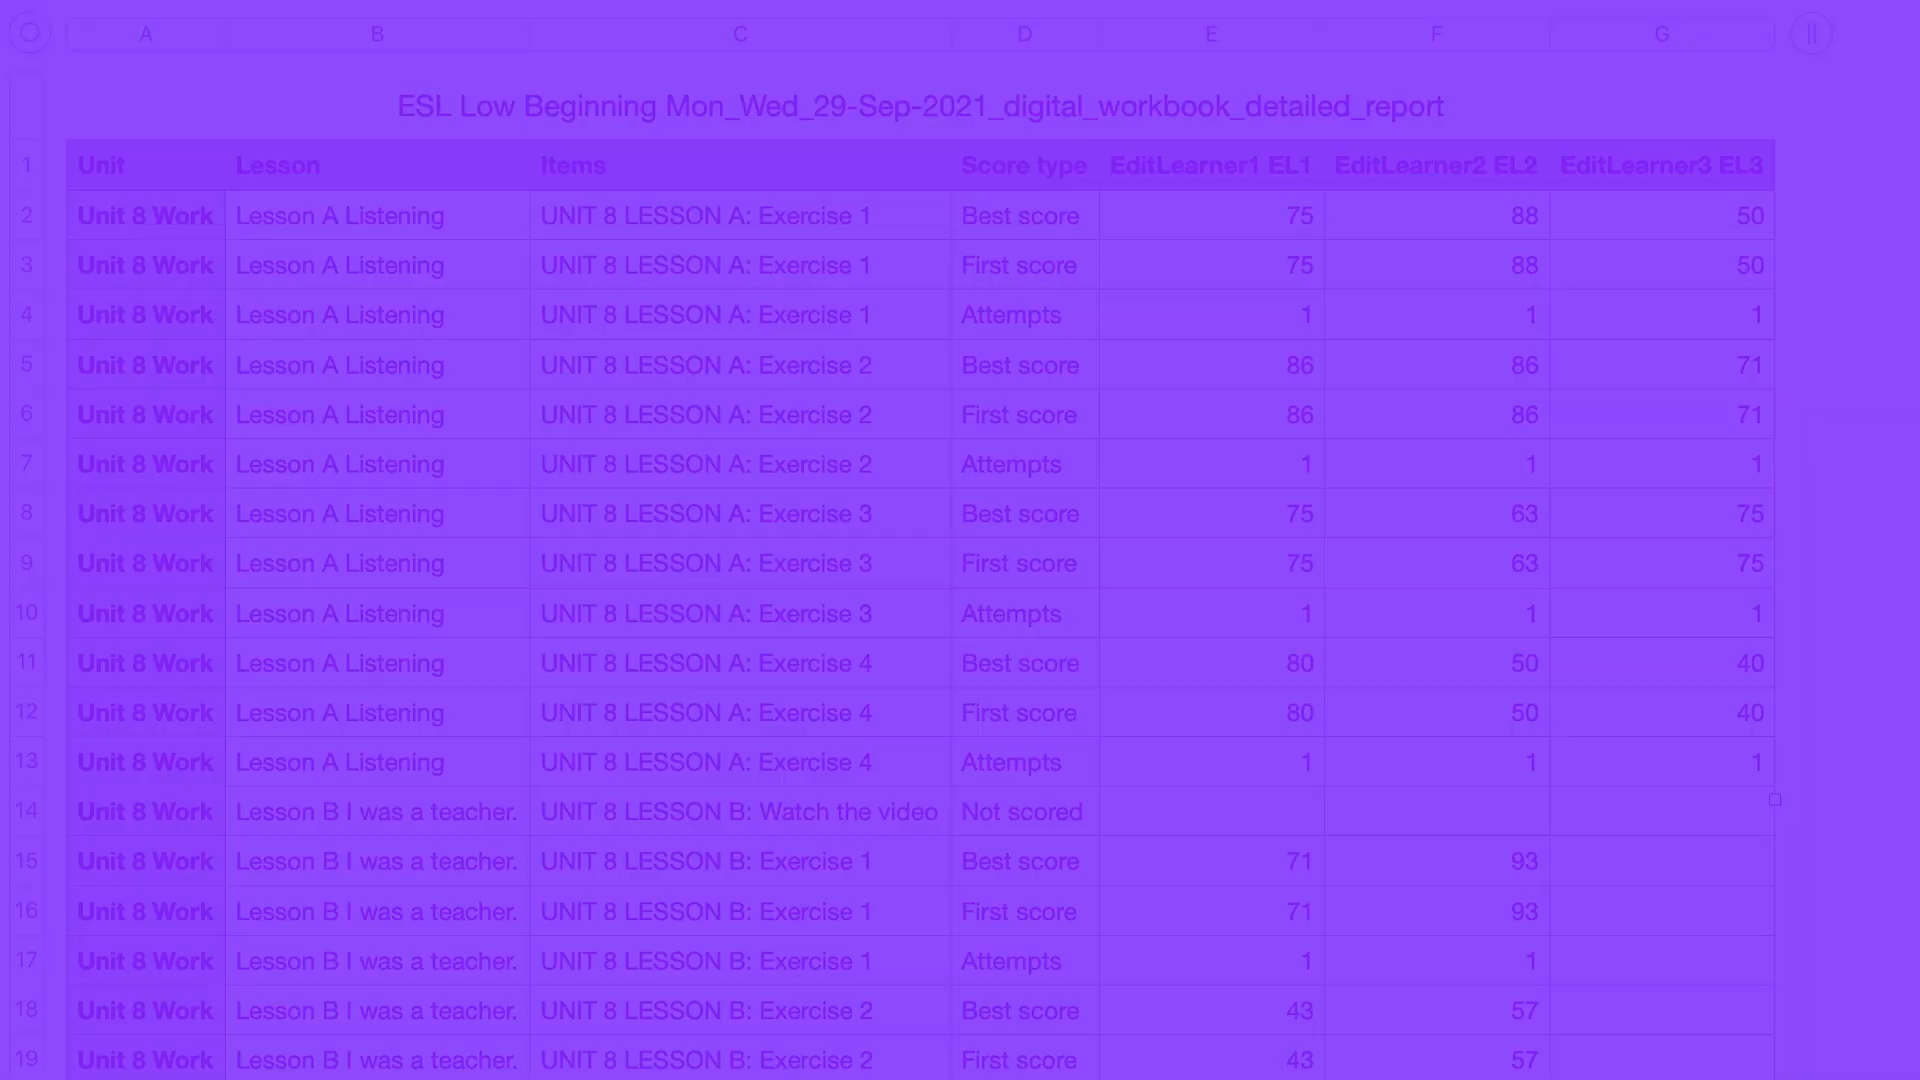 A B C D E F G
ESL Low Beginning Mon_Wed_29-Sep-2021_digital_workbook_detailed_report
1 Unit Lesson Items Score type EditLearner1 EL1 EditLearner2 EL2 EditLearner3 EL3
2 Unit 8 Work Lesson A Listening UNIT 8 LESSON A: Exercise 1 Best score 75 88 50
3 Unit 8 Work Lesson A Listening UNIT 8 LESSON A: Exercise 1 First score 75 88 50
4 Unit 8 Work Lesson A Listening UNIT 8 LESSON A: Exercise 1 Attempts 1 1 1
5 Unit 8 Work Lesson A Listening UNIT 8 LESSON A: Exercise 2 Best score 86 86 71
6 Unit 8 Work Lesson A Listening UNIT 8 LESSON A: Exercise 2 First score 86 86 71
7 Unit 8 Work Lesson A Listening UNIT 8 LESSON A: Exercise 2 Attempts 1 1 1
8 Unit 8 Work Lesson A Listening UNIT 8 LESSON A: Exercise 3 Best score 75 63 75
9 Unit 8 Work Lesson A Listening UNIT 8 LESSON A: Exercise 3 First score 75 63 75
10 Unit 8 Work Lesson A Listening UNIT 8 LESSON A: Exercise 3 Attempts 1 1 1
11 Unit 8 Work Lesson A Listening UNIT 8 LESSON A: Exercise 4 Best score 80 50 40
12 Unit 8 Work Lesson A Listening UNIT 8 LESSON A: Exercise 4 First score 80 50 40
13 Unit 8 Work Lesson A Listening UNIT 8 LESSON A: Exercise 4 Attempts 1 1 1
14 Unit 8 Work Lesson B I was a teacher. UNIT 8 LESSON B: Watch the video Not scored
15 Unit 8 Work Lesson B I was a teacher. UNIT 8 LESSON B: Exercise 1 Best score 71 93
16 Unit 8 Work Lesson B I was a teacher. UNIT 8 LESSON B: Exercise 1 First score 71 93
17 Unit 8 Work Lesson B I was a teacher. UNIT 8 LESSON B: Exercise 1 Attempts 1 1
18 Unit 8 Work Lesson B I was a teacher. UNIT 8 LESSON B: Exercise 2 Best score 43 57
19 Unit 8 Work Lesson B I was a teacher. UNIT 8 LESSON B: Exercise 2 First score 43 57